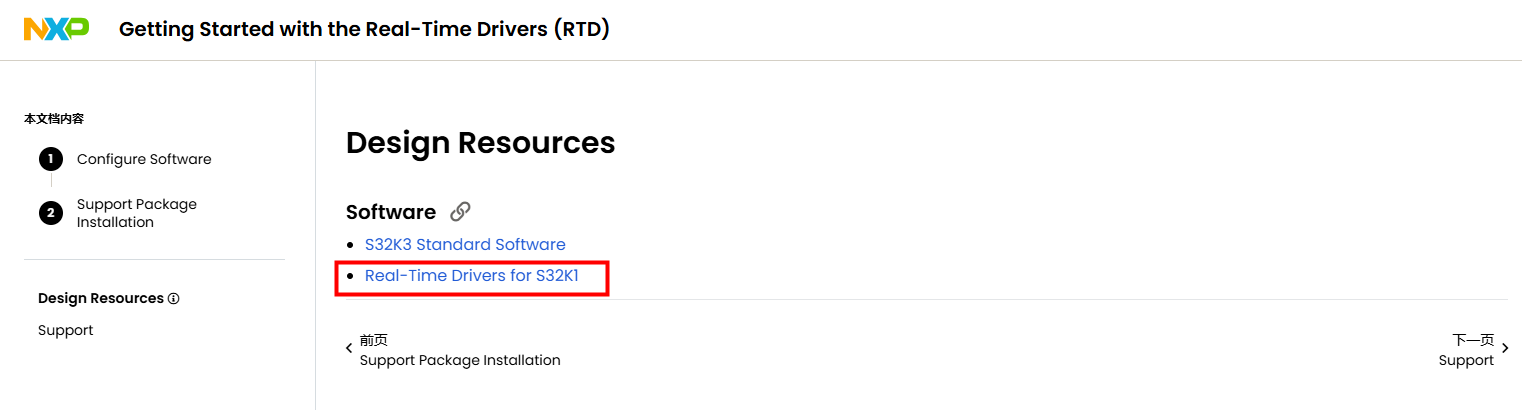 NXP Getting Started with the Real-Time Drivers (RTD)
本文档内容
1 Configure Software
2 Support Package
Installation
Design Resources
Support
Design Resources
Software
S32K3 Standard Software
Real-Time Drivers for S32K1
前页
Support Package Installation
下一页
Support